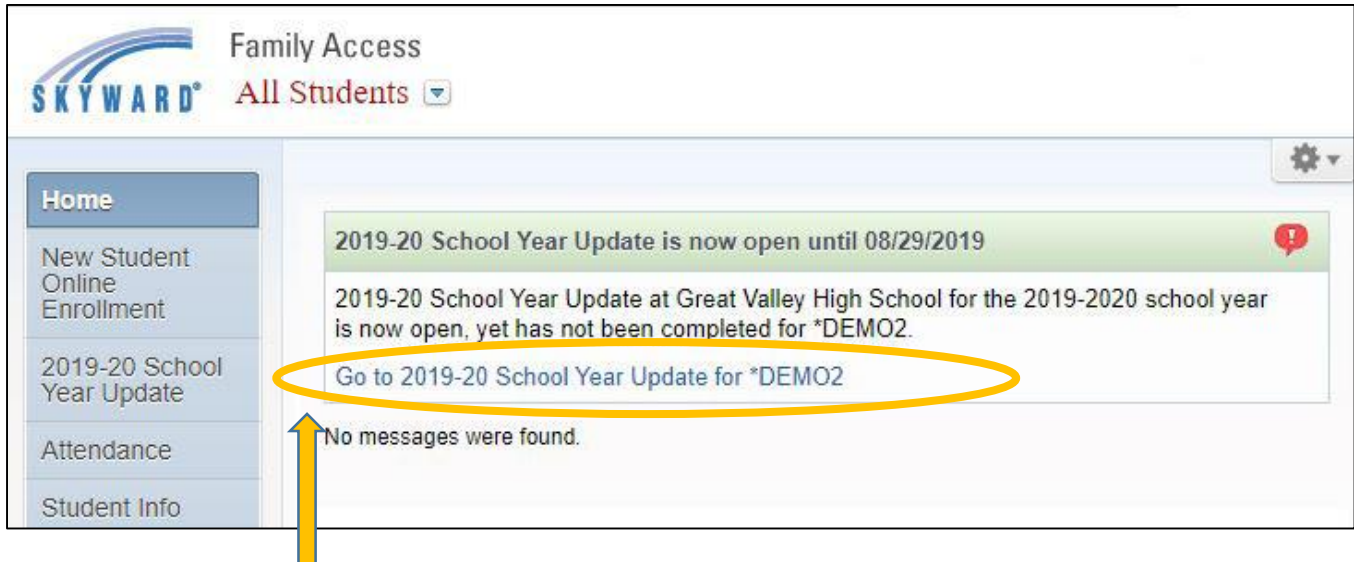 Family Access
SKYWARD®
All Students
Home
New Student
Online
Enrollment
2019-20 School
Year Update
Attendance
Student Info
2019-20 School Year Update is now open until 08/29/2019
2019-20 School Year Update at Great Valley High School for the 2019-2020 school year
is now open, yet has not been completed for *DEMO2.
Go to 2019-20 School Year Update for *DEMO2
No messages were found.